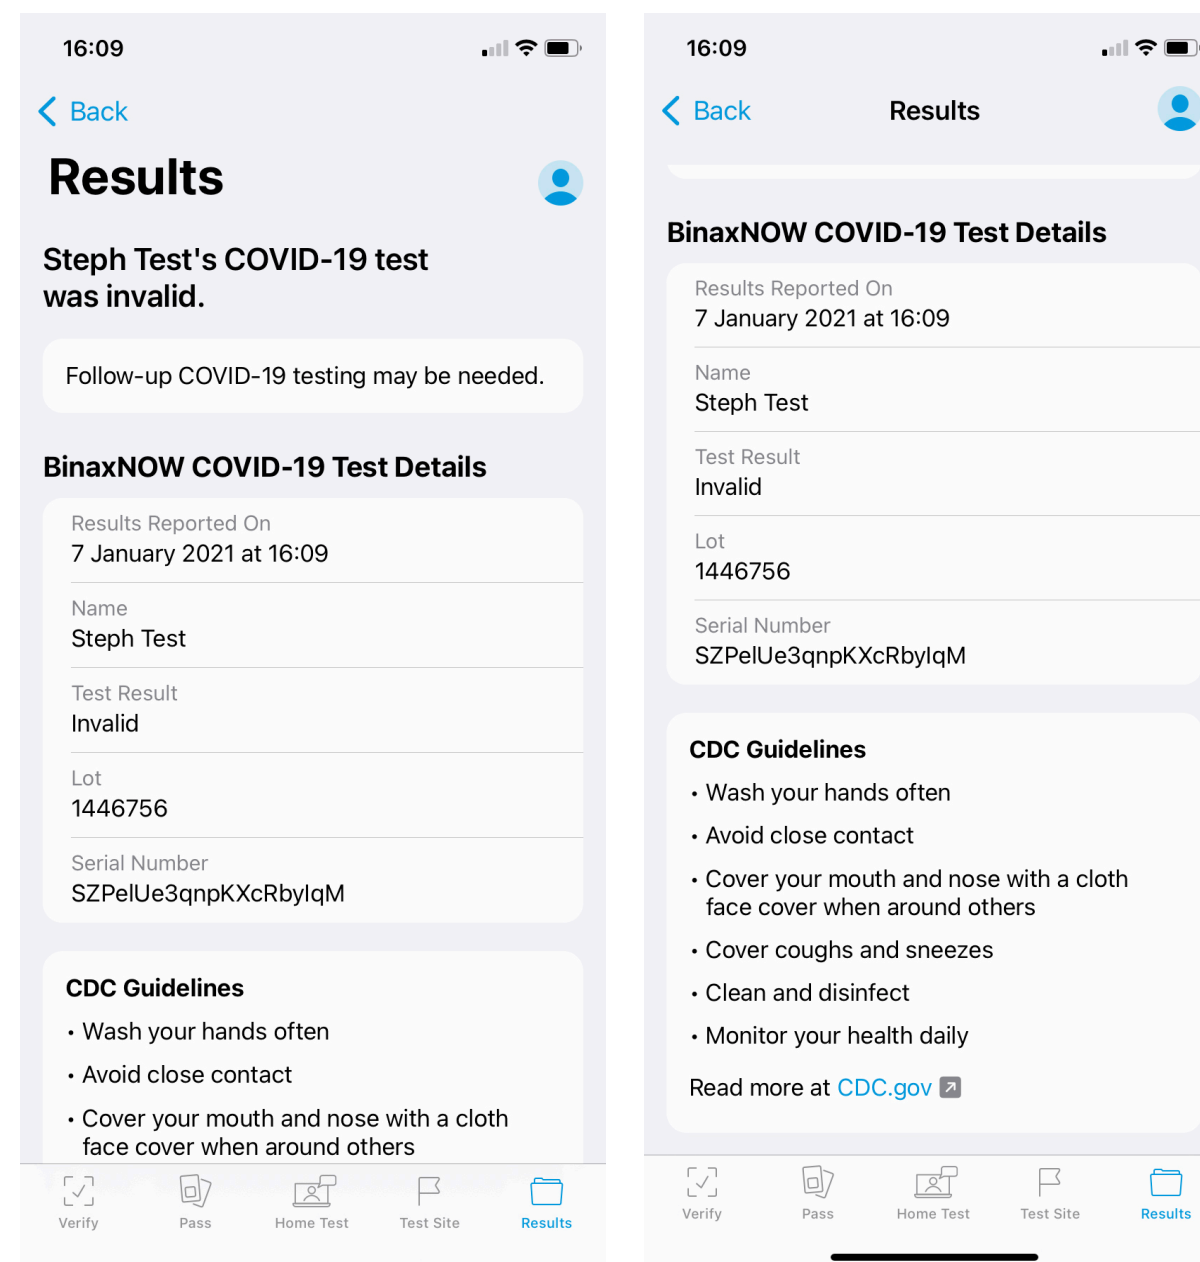 16:09
Back
Results
Steph Test's COVID-19 test
was invalid.
Follow-up COVID-19 testing may be needed.
BinaxNOW COVID-19 Test Details
Results Reported On
7 January 2021 at 16:09
Name
Steph Test
Test Result
Invalid
Lot
1446756
Serial Number
SZPelUe3qnpKXcRbyIqM
CDC Guidelines
• Wash your hands often
• Avoid close contact
• Cover your mouth and nose with a cloth
face cover when around others
Verify
Pass
Home Test
Test Site
Results
16:09
Back
Results
BinaxNOW COVID-19 Test Details
Results Reported On
7 January 2021 at 16:09
Name
Steph Test
Test Result
Invalid
Lot
1446756
Serial Number
SZPelUe3qnpKXcRbyIqM
CDC Guidelines
• Wash your hands often
• Avoid close contact
• Cover your mouth and nose with a cloth
face cover when around others
• Cover coughs and sneezes
• Clean and disinfect
• Monitor your health daily
Read more at CDC.gov
Verify
Pass
Home Test
Test Site
Results